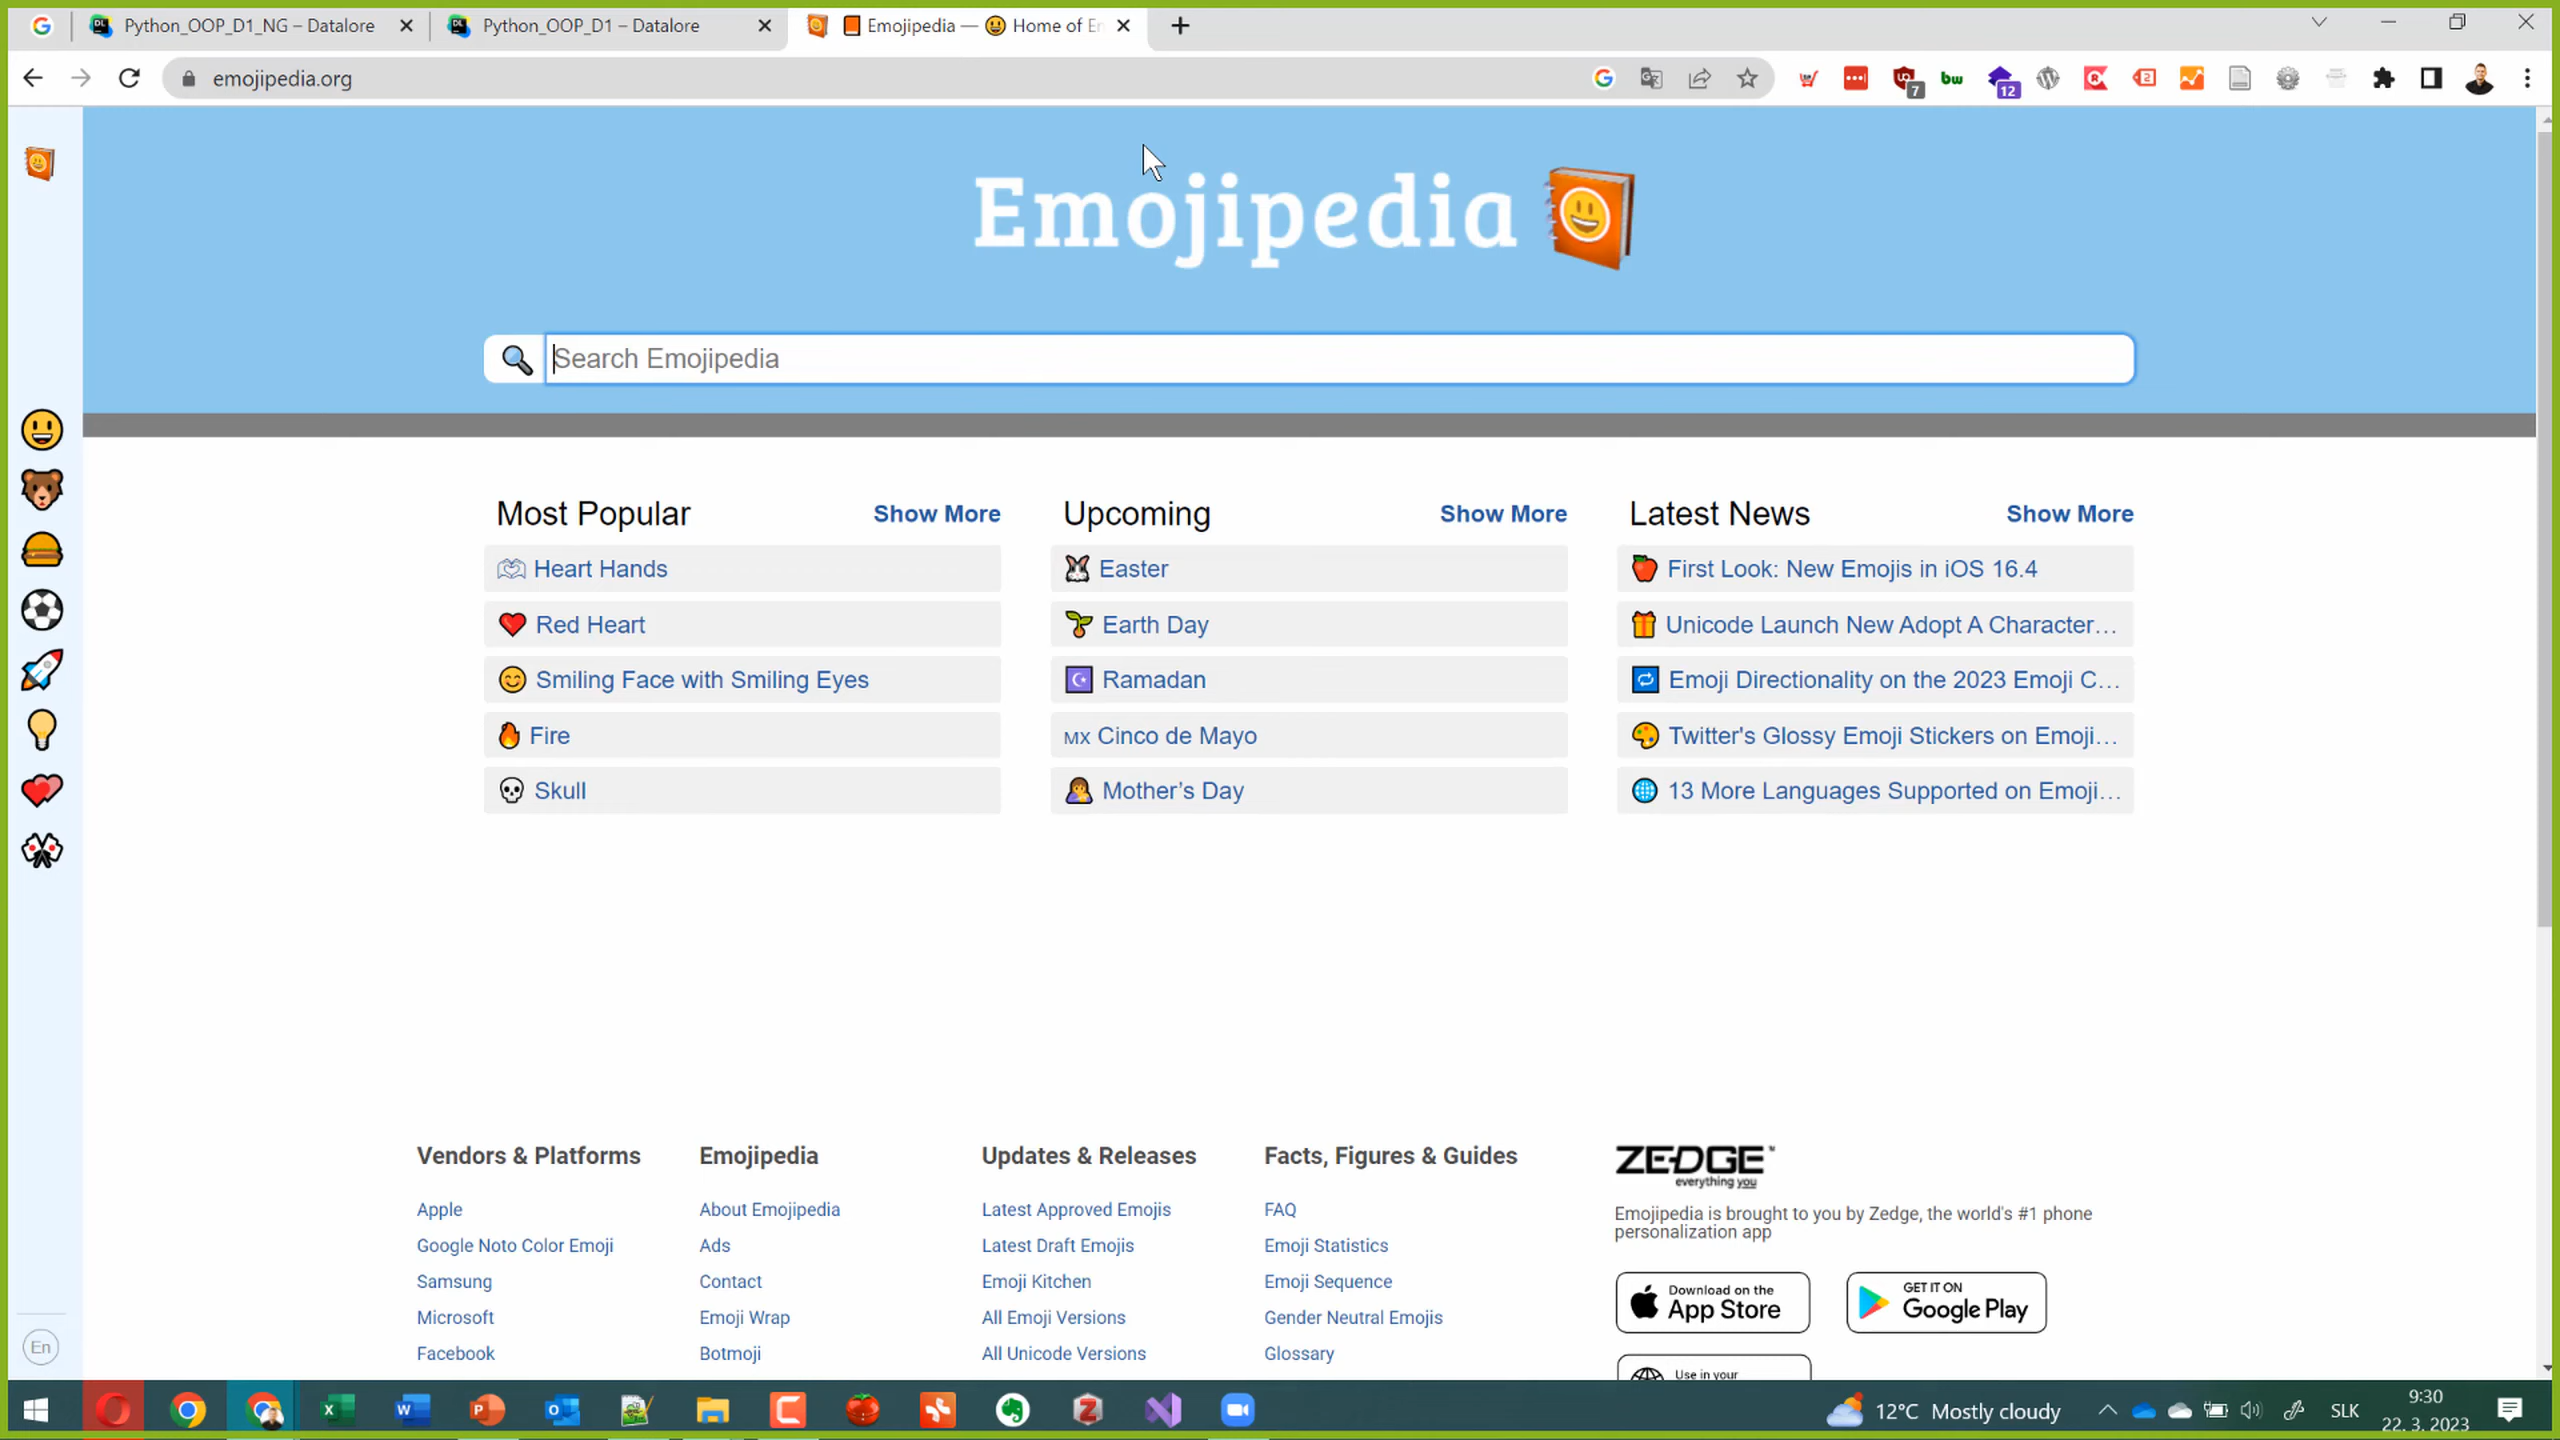 Python_OOP_D1_NG – Datalore
Python_OOP_D1 – Datalore
Emojipedia — 😃 Home of E
emojipedia.org
7
12
2
Emojipedia
Search Emojipedia
Most Popular Show More
Heart Hands
Red Heart
Smiling Face with Smiling Eyes
Fire
Skull
Upcoming Show More
Easter
Earth Day
Ramadan
MX Cinco de Mayo
Mother’s Day
Latest News Show More
First Look: New Emojis in iOS 16.4
Unicode Launch New Adopt A Character…
Emoji Directionality on the 2023 Emoji C…
Twitter's Glossy Emoji Stickers on Emoji…
13 More Languages Supported on Emoji…
Vendors & Platforms
Apple
Google Noto Color Emoji
Samsung
Microsoft
Facebook
Emojipedia
About Emojipedia
Ads
Contact
Emoji Wrap
Botmoji
Updates & Releases
Latest Approved Emojis
Latest Draft Emojis
Emoji Kitchen
All Emoji Versions
All Unicode Versions
Facts, Figures & Guides
FAQ
Emoji Statistics
Emoji Sequence
Gender Neutral Emojis
Glossary
ZEDGE™
everything you
Emojipedia is brought to you by Zedge, the world's #1 phone
personalization app
Download on the
App Store
GET IT ON
Google Play
Use in your
En
12°C Mostly cloudy
SLK
9:30
22. 3. 2023